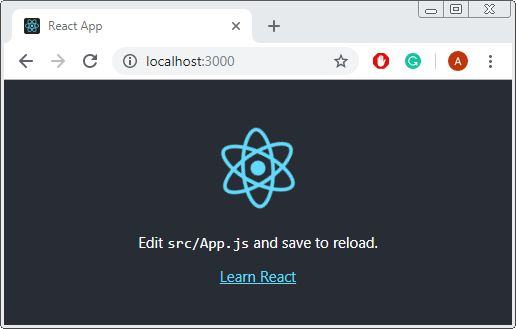 React App
localhost:3000
A
Edit src/App.js and save to reload.
Learn React